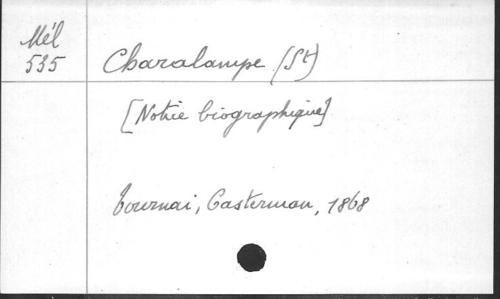 Mél
535
Charalampe (St)
[Notice biographique]
Tournai, Casterman, 1868